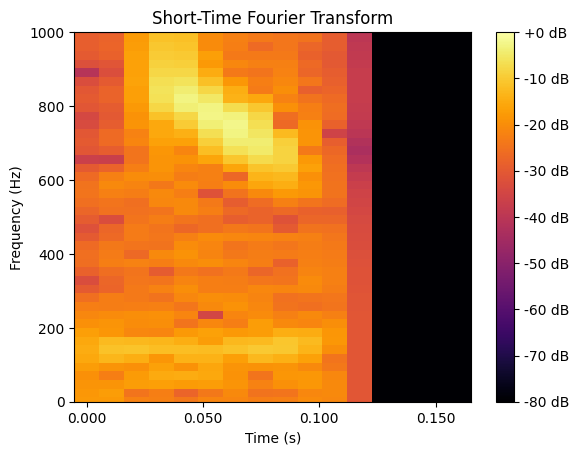 Short-Time Fourier Transform
1000
800
600
400
200
0
Frequency (Hz)
0.000
0.050
0.100
0.150
Time (s)
+0 dB
-10 dB
-20 dB
-30 dB
-40 dB
-50 dB
-60 dB
-70 dB
-80 dB